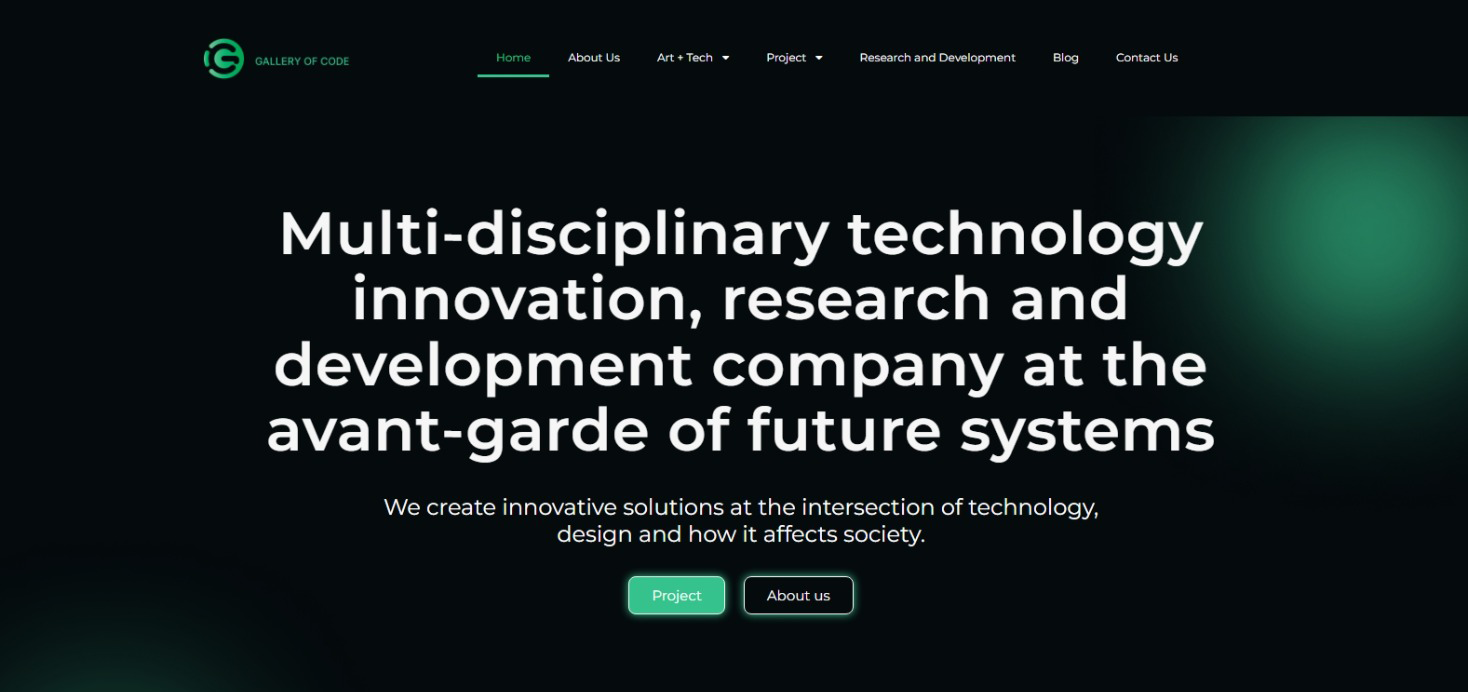 GALLERY OF CODE
Home
About Us
Art + Tech
Project
Research and Development
Blog
Contact Us
Multi-disciplinary technology
innovation, research and
development company at the
avant-garde of future systems
We create innovative solutions at the intersection of technology,
design and how it affects society.
Project
About us